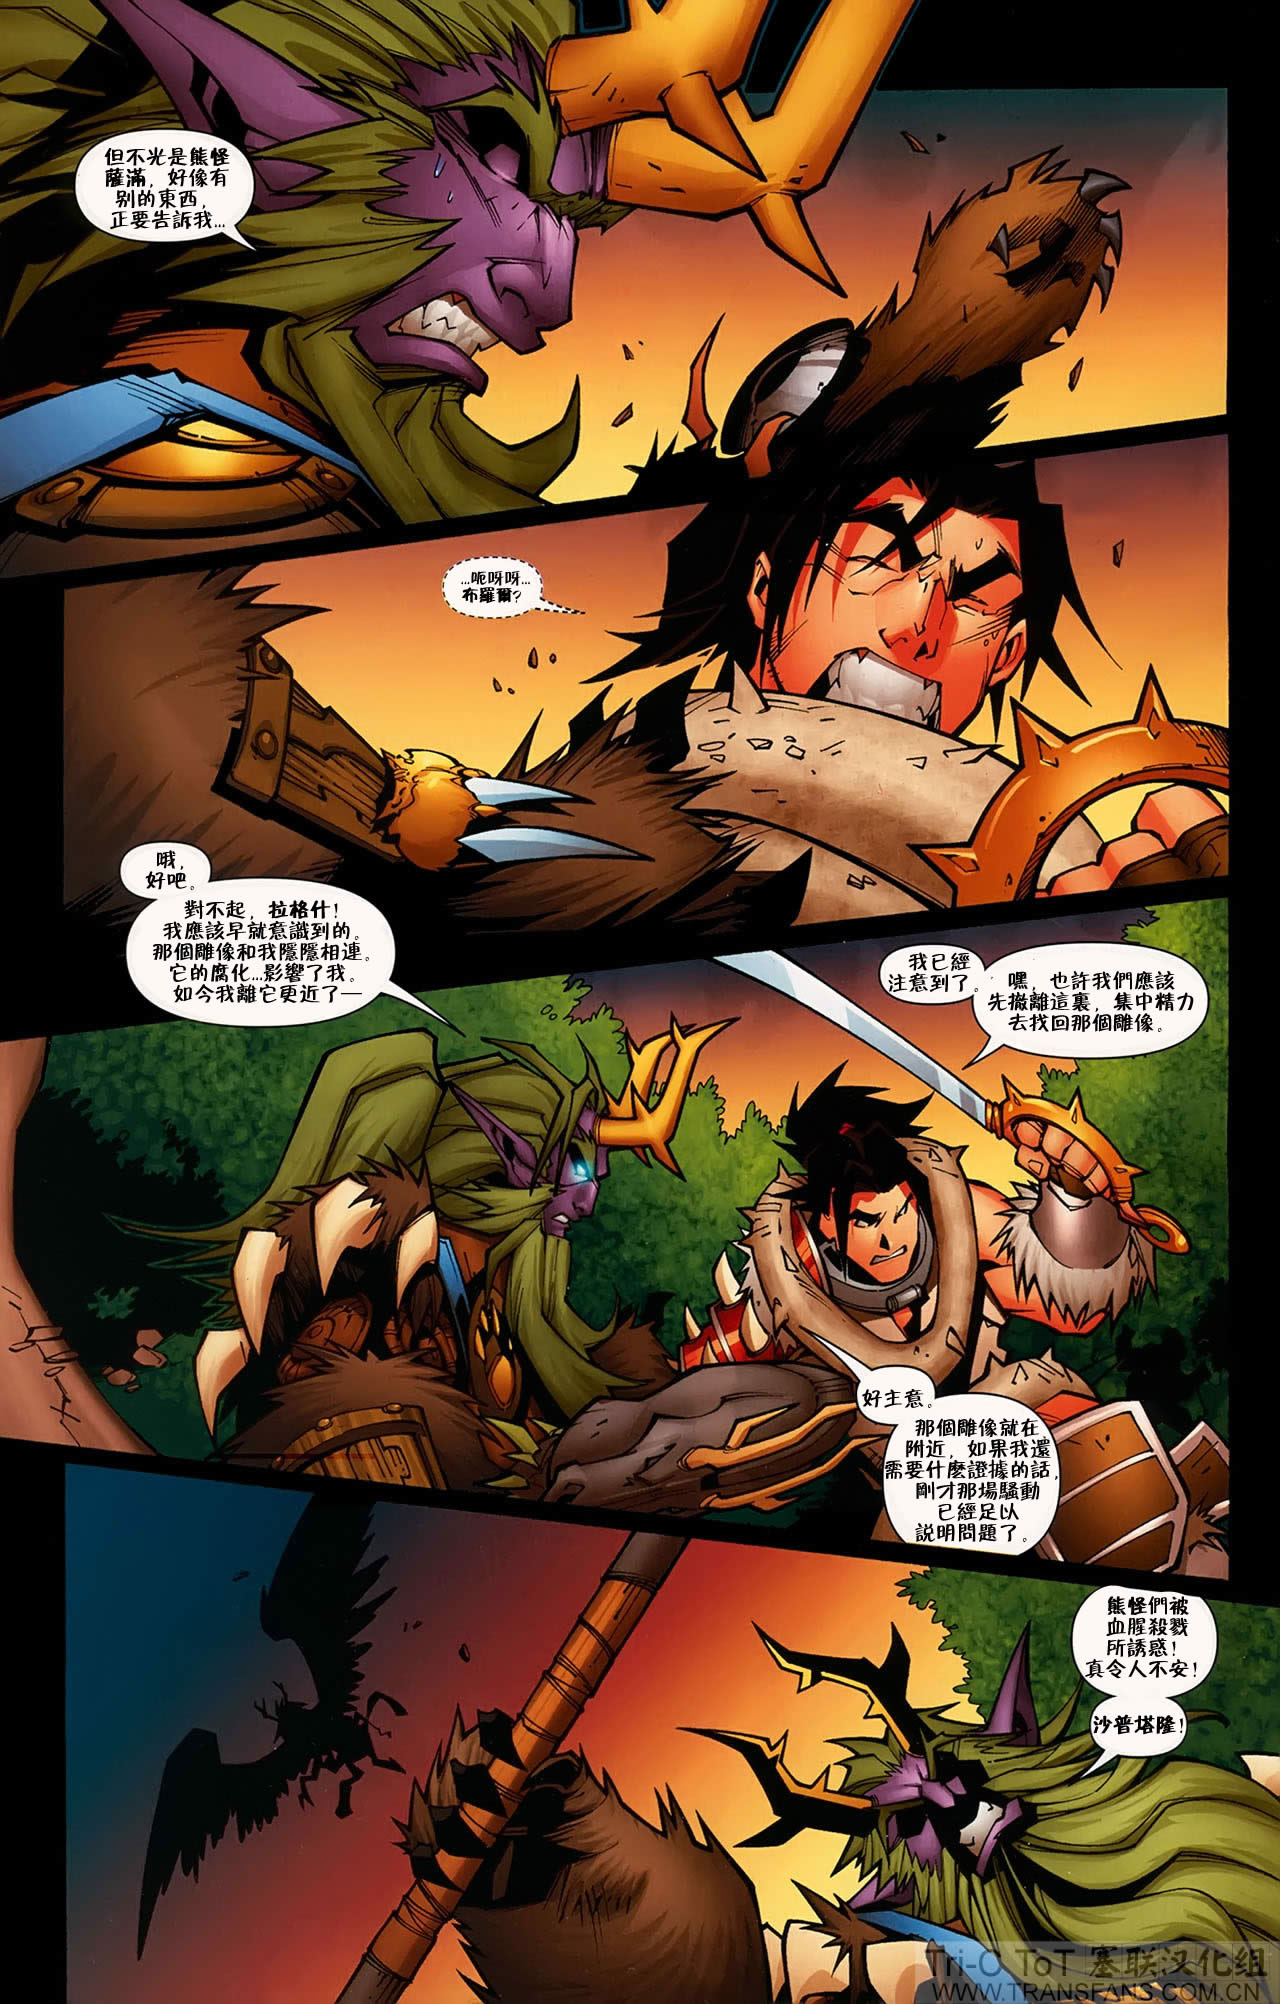 但不光是熊怪
薩滿，好像有
别的東西，
正要告訴我...
...呃呀呀...
布羅爾?
哦，
好吧。
對不起，拉格什!
我應該早就意識到的。
那個雕像和我隱隱相連。
它的腐化...影響了我。
如今我離它更近了—
我已經
注意到了。
嘿，也許我們應該
先撤離這裏，集中精力
去找回那個雕像。
好主意。
那個雕像就在
附近，如果我還
需要什麽證據的話，
剛才那場騷動
已經足以
説明問題了。
熊怪們被
血腥殺戮
所誘惑!
真令人不安!
沙普塔隆!
Tri-C ToT 塞联汉化组
WWW.TRANSFANS.COM.CN